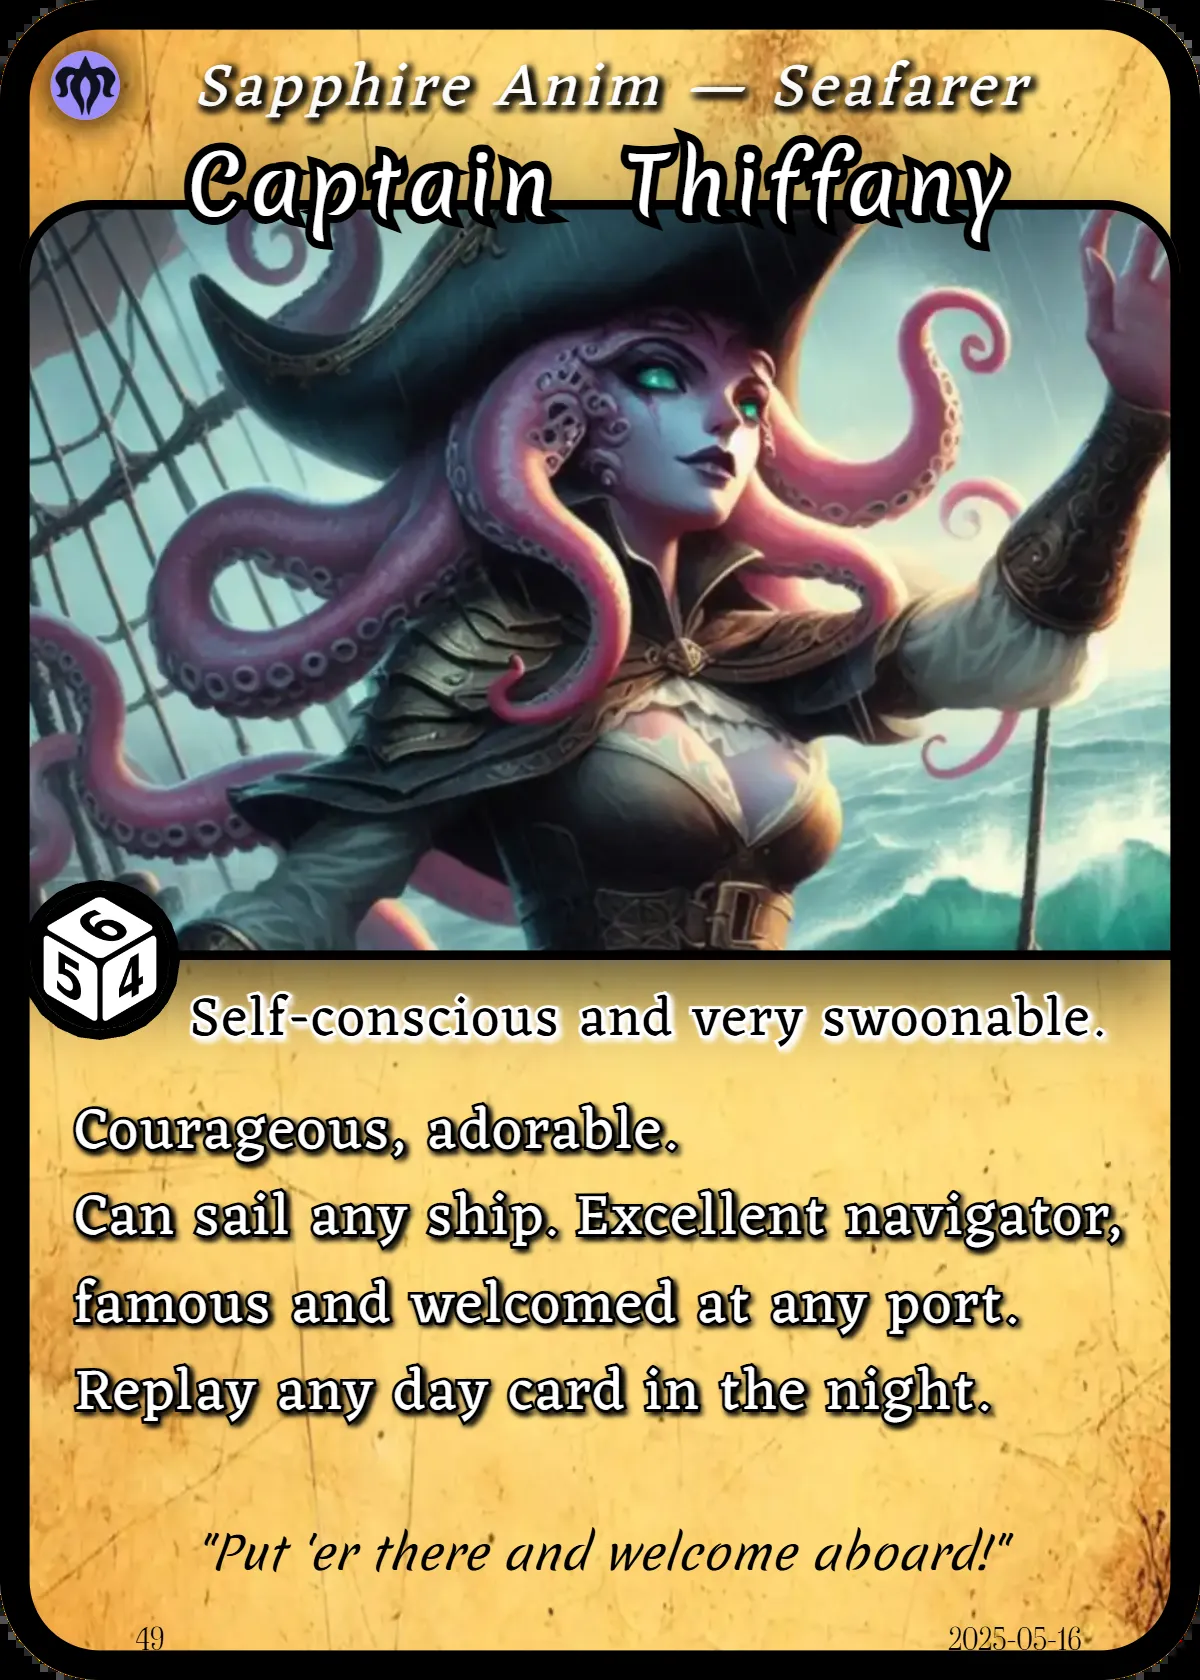 Sapphire Anim — Seafarer
Captain Thiffany
6
5 4
Self-conscious and very swoonable.
Courageous, adorable.
Can sail any ship. Excellent navigator,
famous and welcomed at any port.
Replay any day card in the night.
"Put 'er there and welcome aboard!"
49 2025-05-16